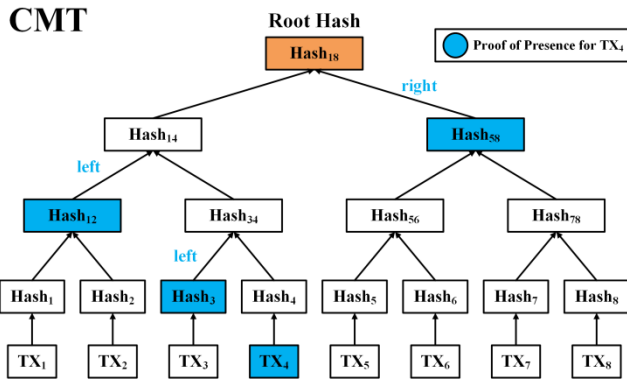 CMT
Root Hash
Hash₁₈
Proof of Presence for TX₄
right
Hash₁₄
Hash₅₈
left
Hash₁₂
Hash₃₄
Hash₅₆
Hash₇₈
left
Hash₁
Hash₂
Hash₃
Hash₄
Hash₅
Hash₆
Hash₇
Hash₈
TX₁
TX₂
TX₃
TX₄
TX₅
TX₆
TX₇
TX₈